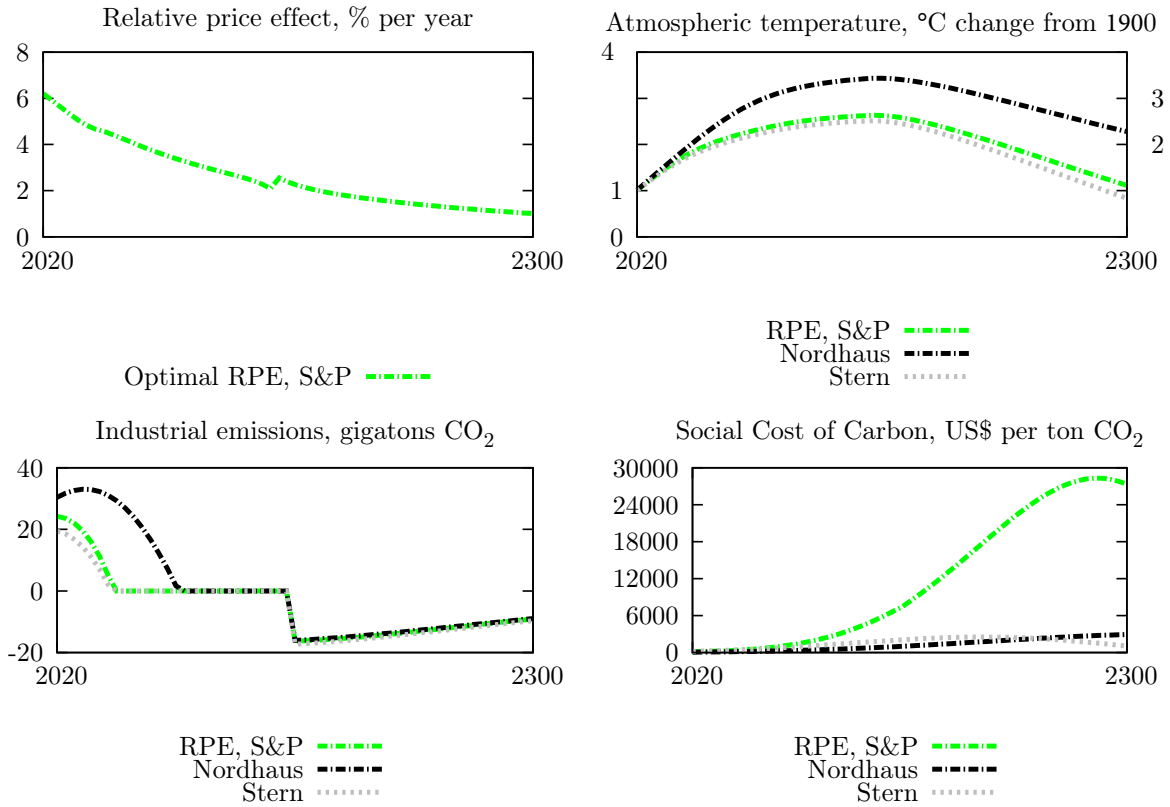 Relative price effect, % per year
8
6
4
2
0
2020
2300
Optimal RPE, S&P
Atmospheric temperature, °C change from 1900
4
1
0
3
2
2020
2300
RPE, S&P
Nordhaus
Stern
Industrial emissions, gigatons CO2
40
20
0
-20
2020
2300
RPE, S&P
Nordhaus
Stern
Social Cost of Carbon, US$ per ton CO2
30000
24000
18000
12000
6000
0
2020
2300
RPE, S&P
Nordhaus
Stern